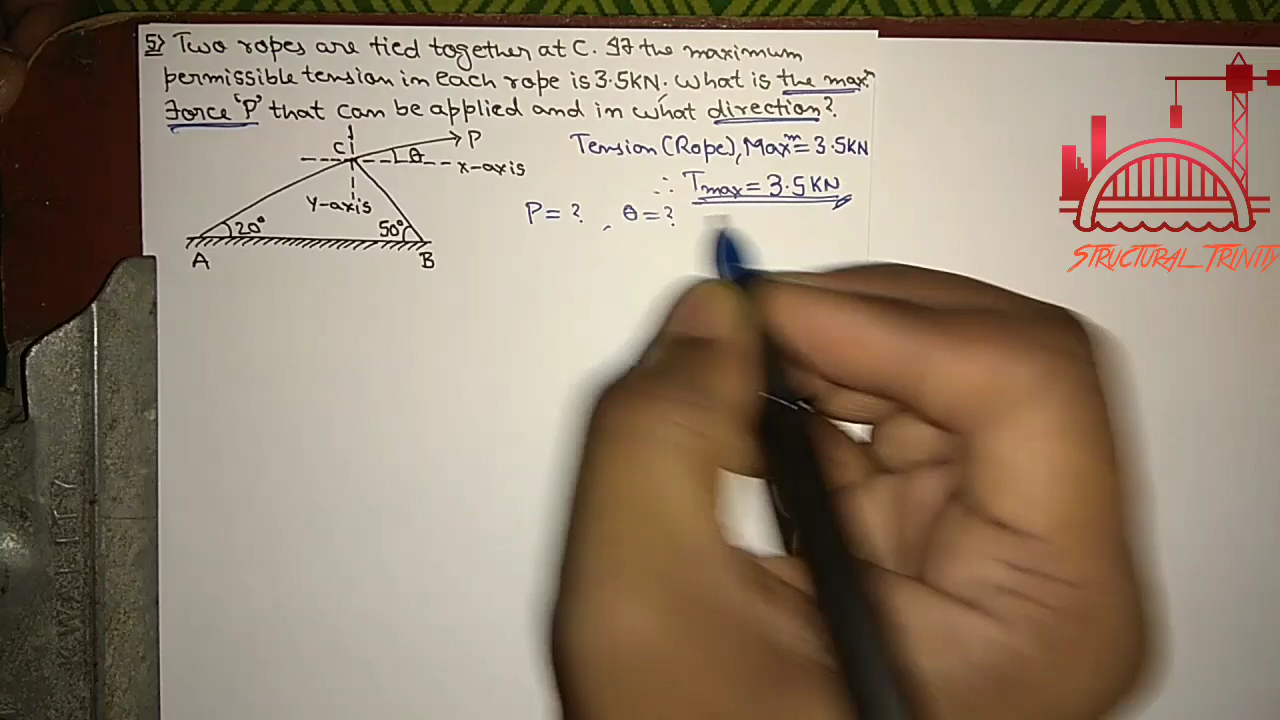 5) Two ropes are tied together at C. If the maximum
permissible tension in each rope is 3.5KN. What is the maxm
Force 'P' that can be applied and in what direction?
C
P
θ
x-axis
Y-axis
20°
50°
A
B
Tension (Rope), Maxm = 3.5KN
∴ Tmax = 3.5KN
P = ? , θ = ?
STRUCTURAL_TRINITY
KWALITY